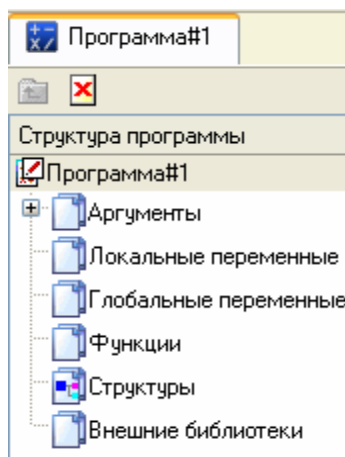 Программа#1
Структура программы
Программа#1
Аргументы
Локальные переменные
Глобальные переменные
Функции
Структуры
Внешние библиотеки